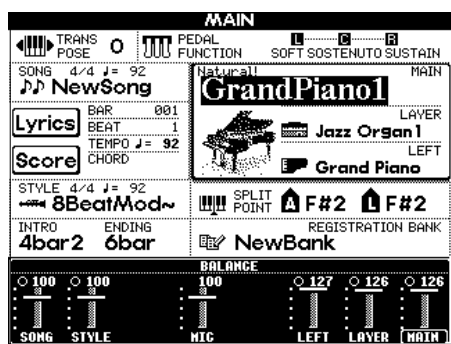 MAIN
TRANS POSE 0
PEDAL FUNCTION
L C R
SOFT SOSTENUTO SUSTAIN
SONG 4/4 ♩= 92
NewSong
Natural!
MAIN
GrandPiano1
Lyrics
BAR 001
BEAT 1
TEMPO ♩= 92
CHORD
Score
LAYER
Jazz Organ1
LEFT
Grand Piano
STYLE 4/4 ♩= 92
8BeatMod~
SPLIT POINT A F#2 L F#2
INTRO ENDING
4bar2 6bar
REGISTRATION BANK
NewBank
BALANCE
100 100 100 127 126 126
SONG STYLE MIC LEFT LAYER MAIN